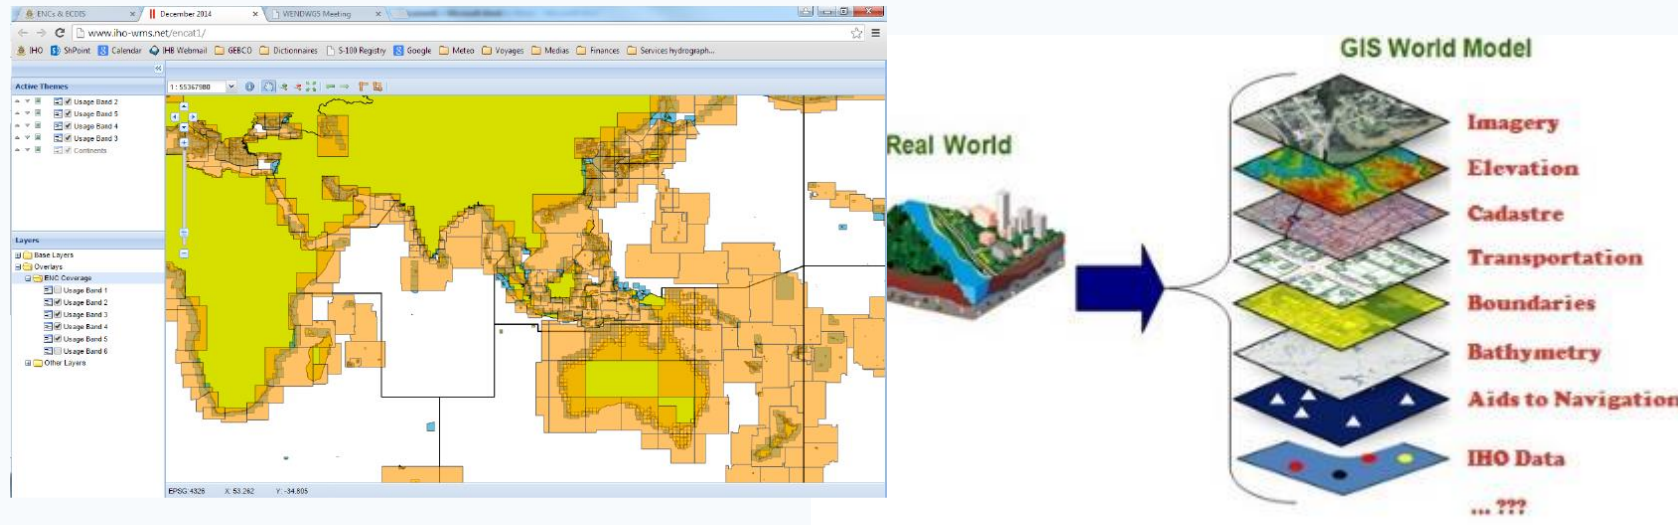 ENCs & ECDIS
December 2014
WENDWG5 Meeting
www.iho-wms.net/encat1/
IHO ShPoint Calendar IHB Webmail GEBCO Dictionnaires S-100 Registry Google Meteo Voyages Medias Finances Services hydrograph...
Active Themes
Usage Band 2
Usage Band 5
Usage Band 4
Usage Band 3
Continents
Layers
Base Layers
Overlays
ENC Coverage
Usage Band 1
Usage Band 2
Usage Band 3
Usage Band 4
Usage Band 5
Usage Band 6
Other Layers
1 : 55367980
EPSG:4326 X: 53.262 Y: -34.805
Real World
GIS World Model
Imagery
Elevation
Cadastre
Transportation
Boundaries
Bathymetry
Aids to Navigation
IHO Data
... ???